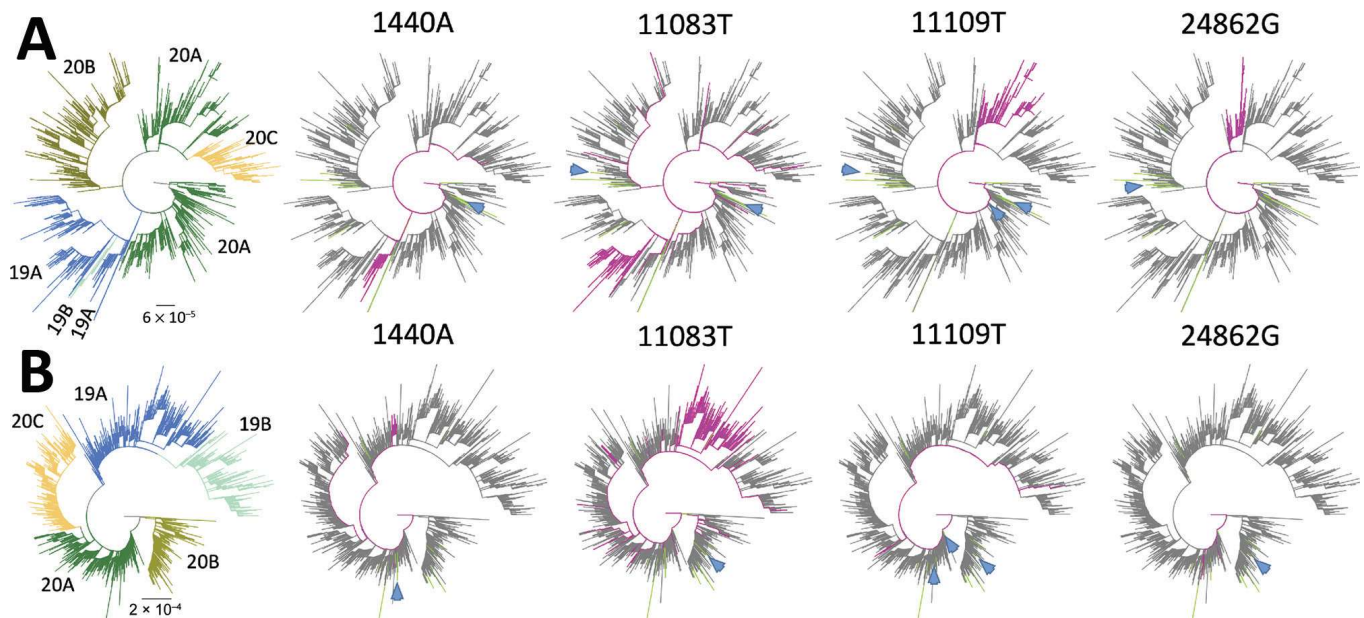 A
1440A 11083T 11109T 24862G
20B 20A
20C
20A
19A
19B
19A
6 × 10⁻⁵
B
1440A 11083T 11109T 24862G
19A
20C
19B
20B
20A
2 × 10⁻⁴